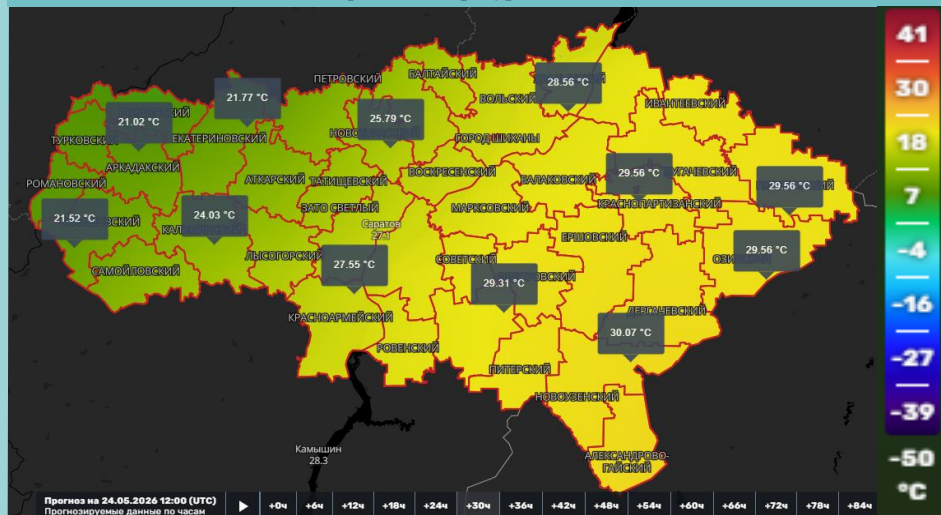 41
30
18
7
-4
-16
-27
-39
-50
°C
ПЕТРОВСКИЙ
БАЛТАЙСКИЙ
28.56 °C
ВОЛЬСКИЙ
21.77 °C
ИВАНТЕЕВСКИЙ
21.02 °C
25.79 °C
ТУРКОВСКИЙ
ЕКАТЕРИНОВСКИЙ
ГОРОД ШИХАНЫ
АРКАДАКСКИЙ
ВОСКРЕСЕНСКИЙ
29.56 °C
ПУГАЧЕВСКИЙ
РОМАНОВСКИЙ
АТКАРСКИЙ
ТАТИЩЕВСКИЙ
БАЛАКОВСКИЙ
29.56 °C
21.52 °C
24.03 °C
ЗАТО СВЕТЛЫЙ
МАРКСОВСКИЙ
КРАСНОПАРТИЗАНСКИЙ
Саратов
27.1
ЕРШОВСКИЙ
29.56 °C
САМОЙЛОВСКИЙ
ЛЫСОГОРСКИЙ
27.55 °C
СОВЕТСКИЙ
29.31 °C
КРАСНОАРМЕЙСКИЙ
ДЕРГАЧЕВСКИЙ
30.07 °C
РОВЕНСКИЙ
ПИТЕРСКИЙ
НОВОУЗЕНСКИЙ
Камышин
28.3
АЛЕКСАНДРОВО-
ГАЙСКИЙ
Прогноз на 24.05.2026 12:00 (UTC)
Прогнозируемые данные по часам
+0ч +6ч +12ч +18ч +24ч +30ч +36ч +42ч +48ч +54ч +60ч +66ч +72ч +78ч +84ч